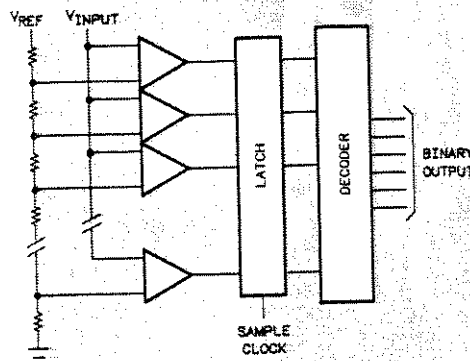 VREF VINPUT
LATCH
DECODER
BINARY
OUTPUT
SAMPLE
CLOCK